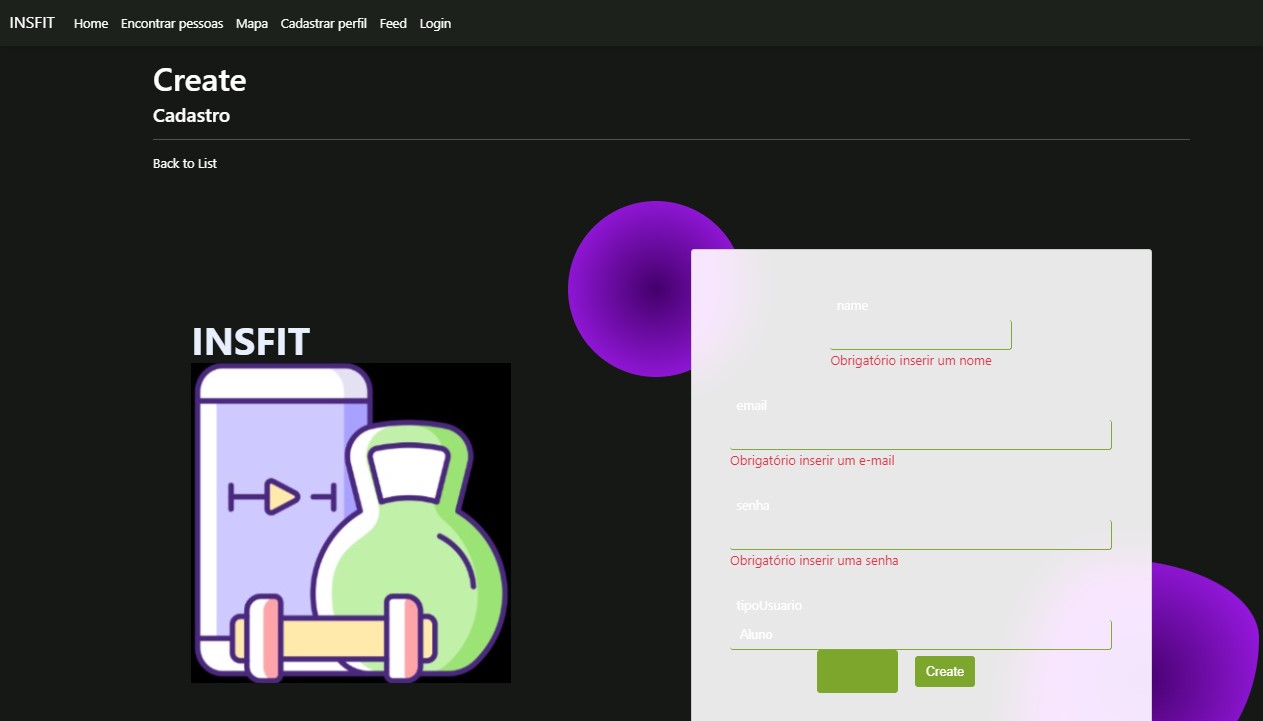 INSFIT Home Encontrar pessoas Mapa Cadastrar perfil Feed Login
Create
Cadastro
Back to List
INSFIT
name
Obrigatório inserir um nome
email
Obrigatório inserir um e-mail
senha
Obrigatório inserir uma senha
tipoUsuario
Aluno
Create